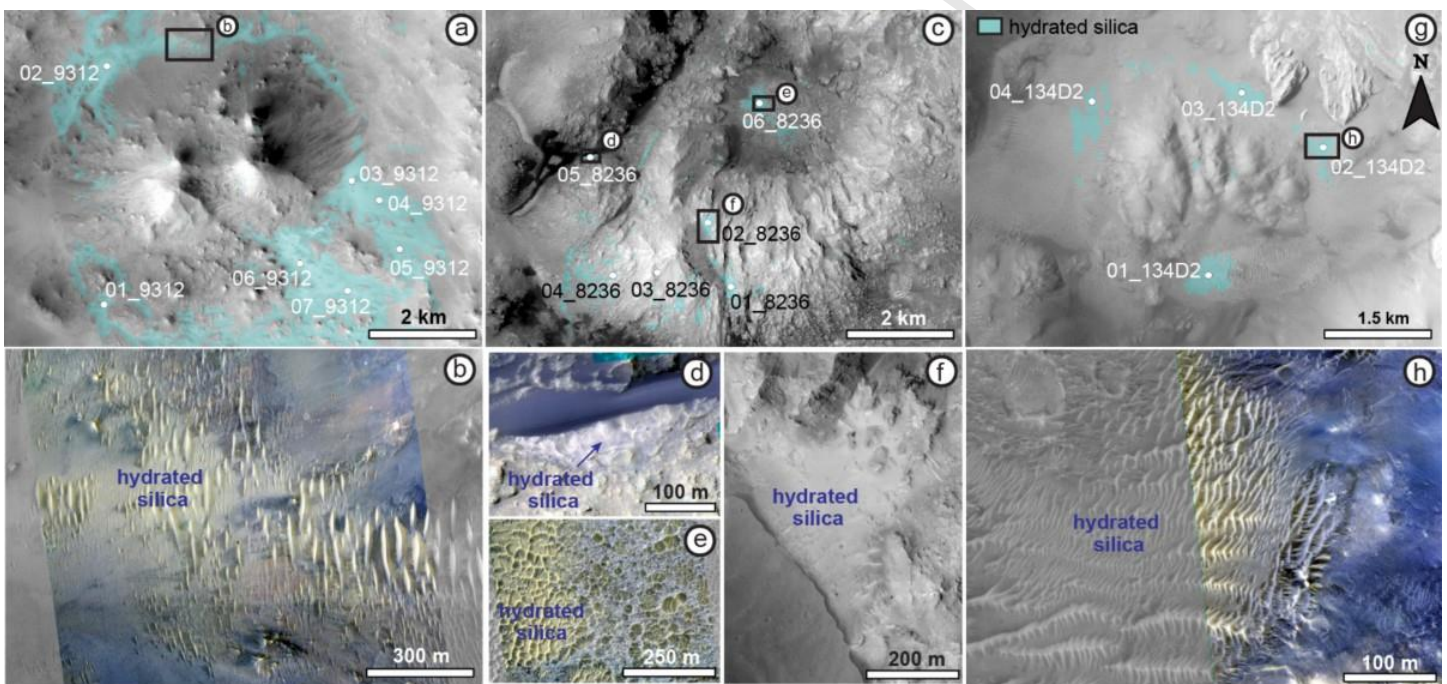 a
b
02_9312
03_9312
04_9312
05_9312
06_9312
01_9312
07_9312
2 km
c
e
06_8236
d
05_8236
f
02_8236
04_8236
03_8236
01_8236
2 km
hydrated silica
g
N
04_134D2
03_134D2
h
02_134D2
01_134D2
1.5 km
b
hydrated
silica
300 m
d
hydrated
silica
100 m
e
hydrated
silica
250 m
f
hydrated
silica
200 m
h
hydrated
silica
100 m